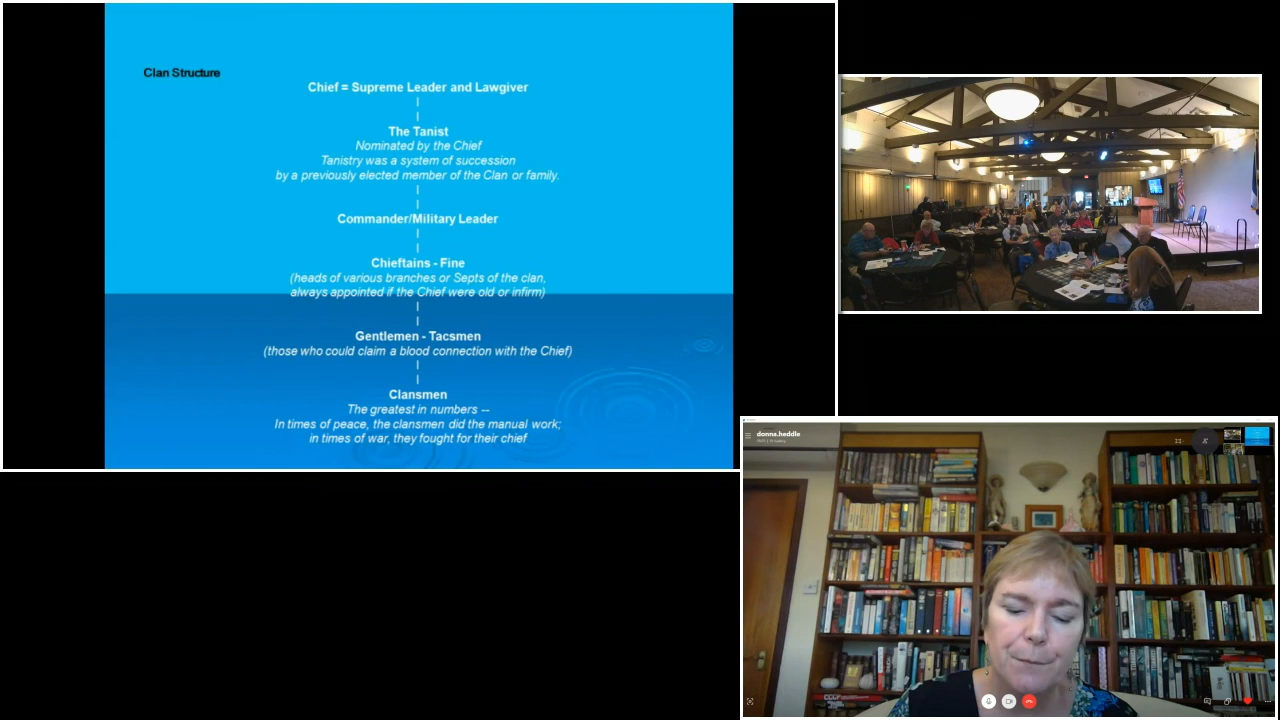 Clan Structure
Chief = Supreme Leader and Lawgiver
The Tanist
Nominated by the Chief
Tanistry was a system of succession
by a previously elected member of the Clan or family.
Commander/Military Leader
Chieftains - Fine
(heads of various branches or Septs of the clan,
always appointed if the Chief were old or infirm)
Gentlemen - Tacsmen
(those who could claim a blood connection with the Chief)
Clansmen
The greatest in numbers --
In times of peace, the clansmen did the manual work;
in times of war, they fought for their chief
donna.heddle